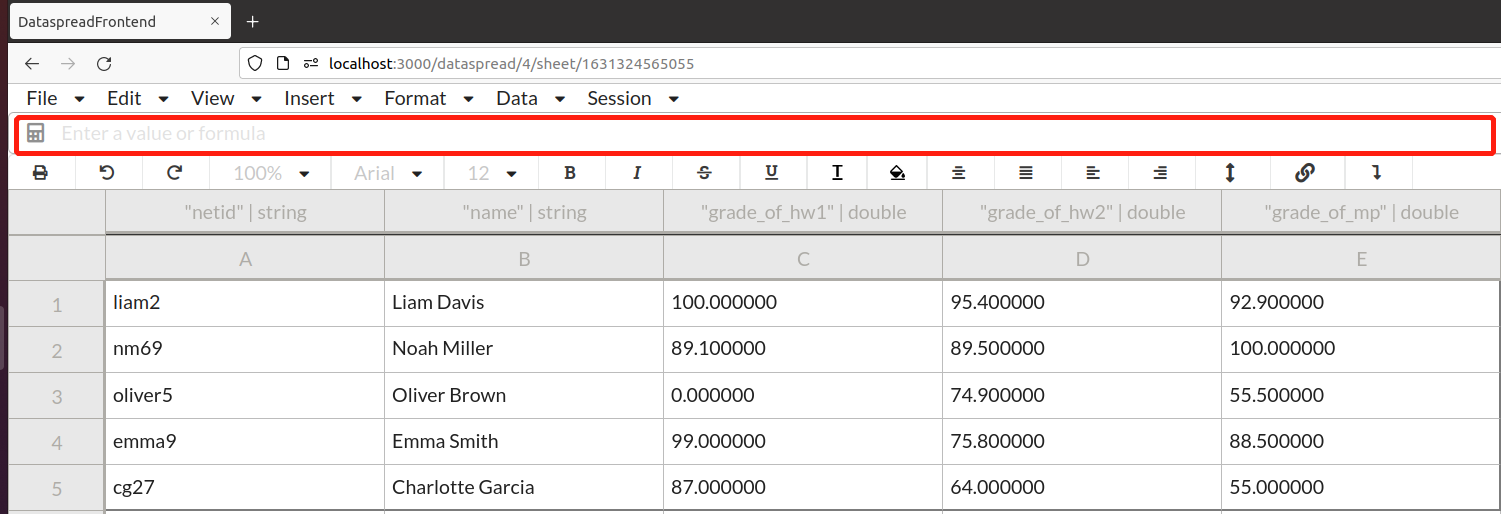 DataspreadFrontend × +
localhost:3000/dataspread/4/sheet/1631324565055
File Edit View Insert Format Data Session
Enter a value or formula
100% Arial 12 B I S U T
"netid" | string "name" | string "grade_of_hw1" | double "grade_of_hw2" | double "grade_of_mp" | double
A B C D E
1 liam2 Liam Davis 100.000000 95.400000 92.900000
2 nm69 Noah Miller 89.100000 89.500000 100.000000
3 oliver5 Oliver Brown 0.000000 74.900000 55.500000
4 emma9 Emma Smith 99.000000 75.800000 88.500000
5 cg27 Charlotte Garcia 87.000000 64.000000 55.000000